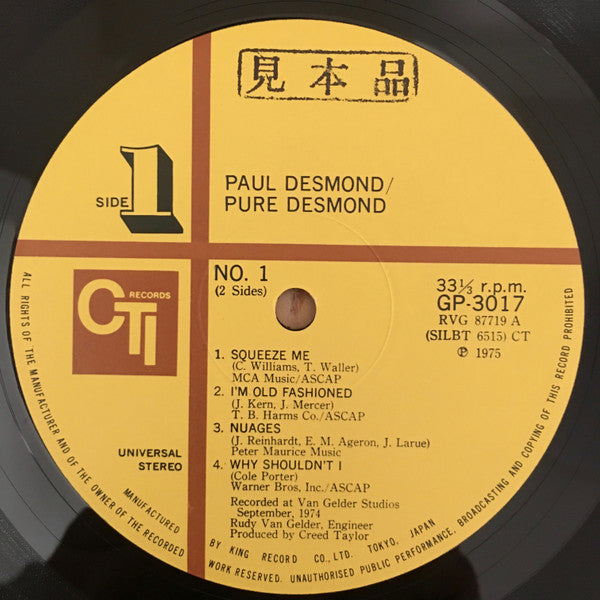 見本品
SIDE 1
PAUL DESMOND/
PURE DESMOND
CTI RECORDS
NO. 1
(2 Sides)
33⅓ r.p.m.
GP-3017
RVG 87719 A
(SILBT 6515) CT
℗ 1975
1. SQUEEZE ME
(C. Williams, T. Waller)
MCA Music/ASCAP
2. I'M OLD FASHIONED
(J. Kern, J. Mercer)
T. B. Harms Co./ASCAP
3. NUAGES
(J. Reinhardt, E. M. Ageron, J. Larue)
Peter Maurice Music
4. WHY SHOULDN'T I
(Cole Porter)
Warner Bros, Inc./ASCAP
UNIVERSAL
STEREO
Recorded at Van Gelder Studios
September, 1974
Rudy Van Gelder, Engineer
Produced by Creed Taylor
MANUFACTURED BY KING RECORD CO., LTD. TOKYO, JAPAN
ALL RIGHTS OF THE MANUFACTURER AND OF THE OWNER OF THE RECORDED WORK RESERVED. UNAUTHORISED PUBLIC PERFORMANCE, BROADCASTING AND COPYING OF THIS RECORD PROHIBITED